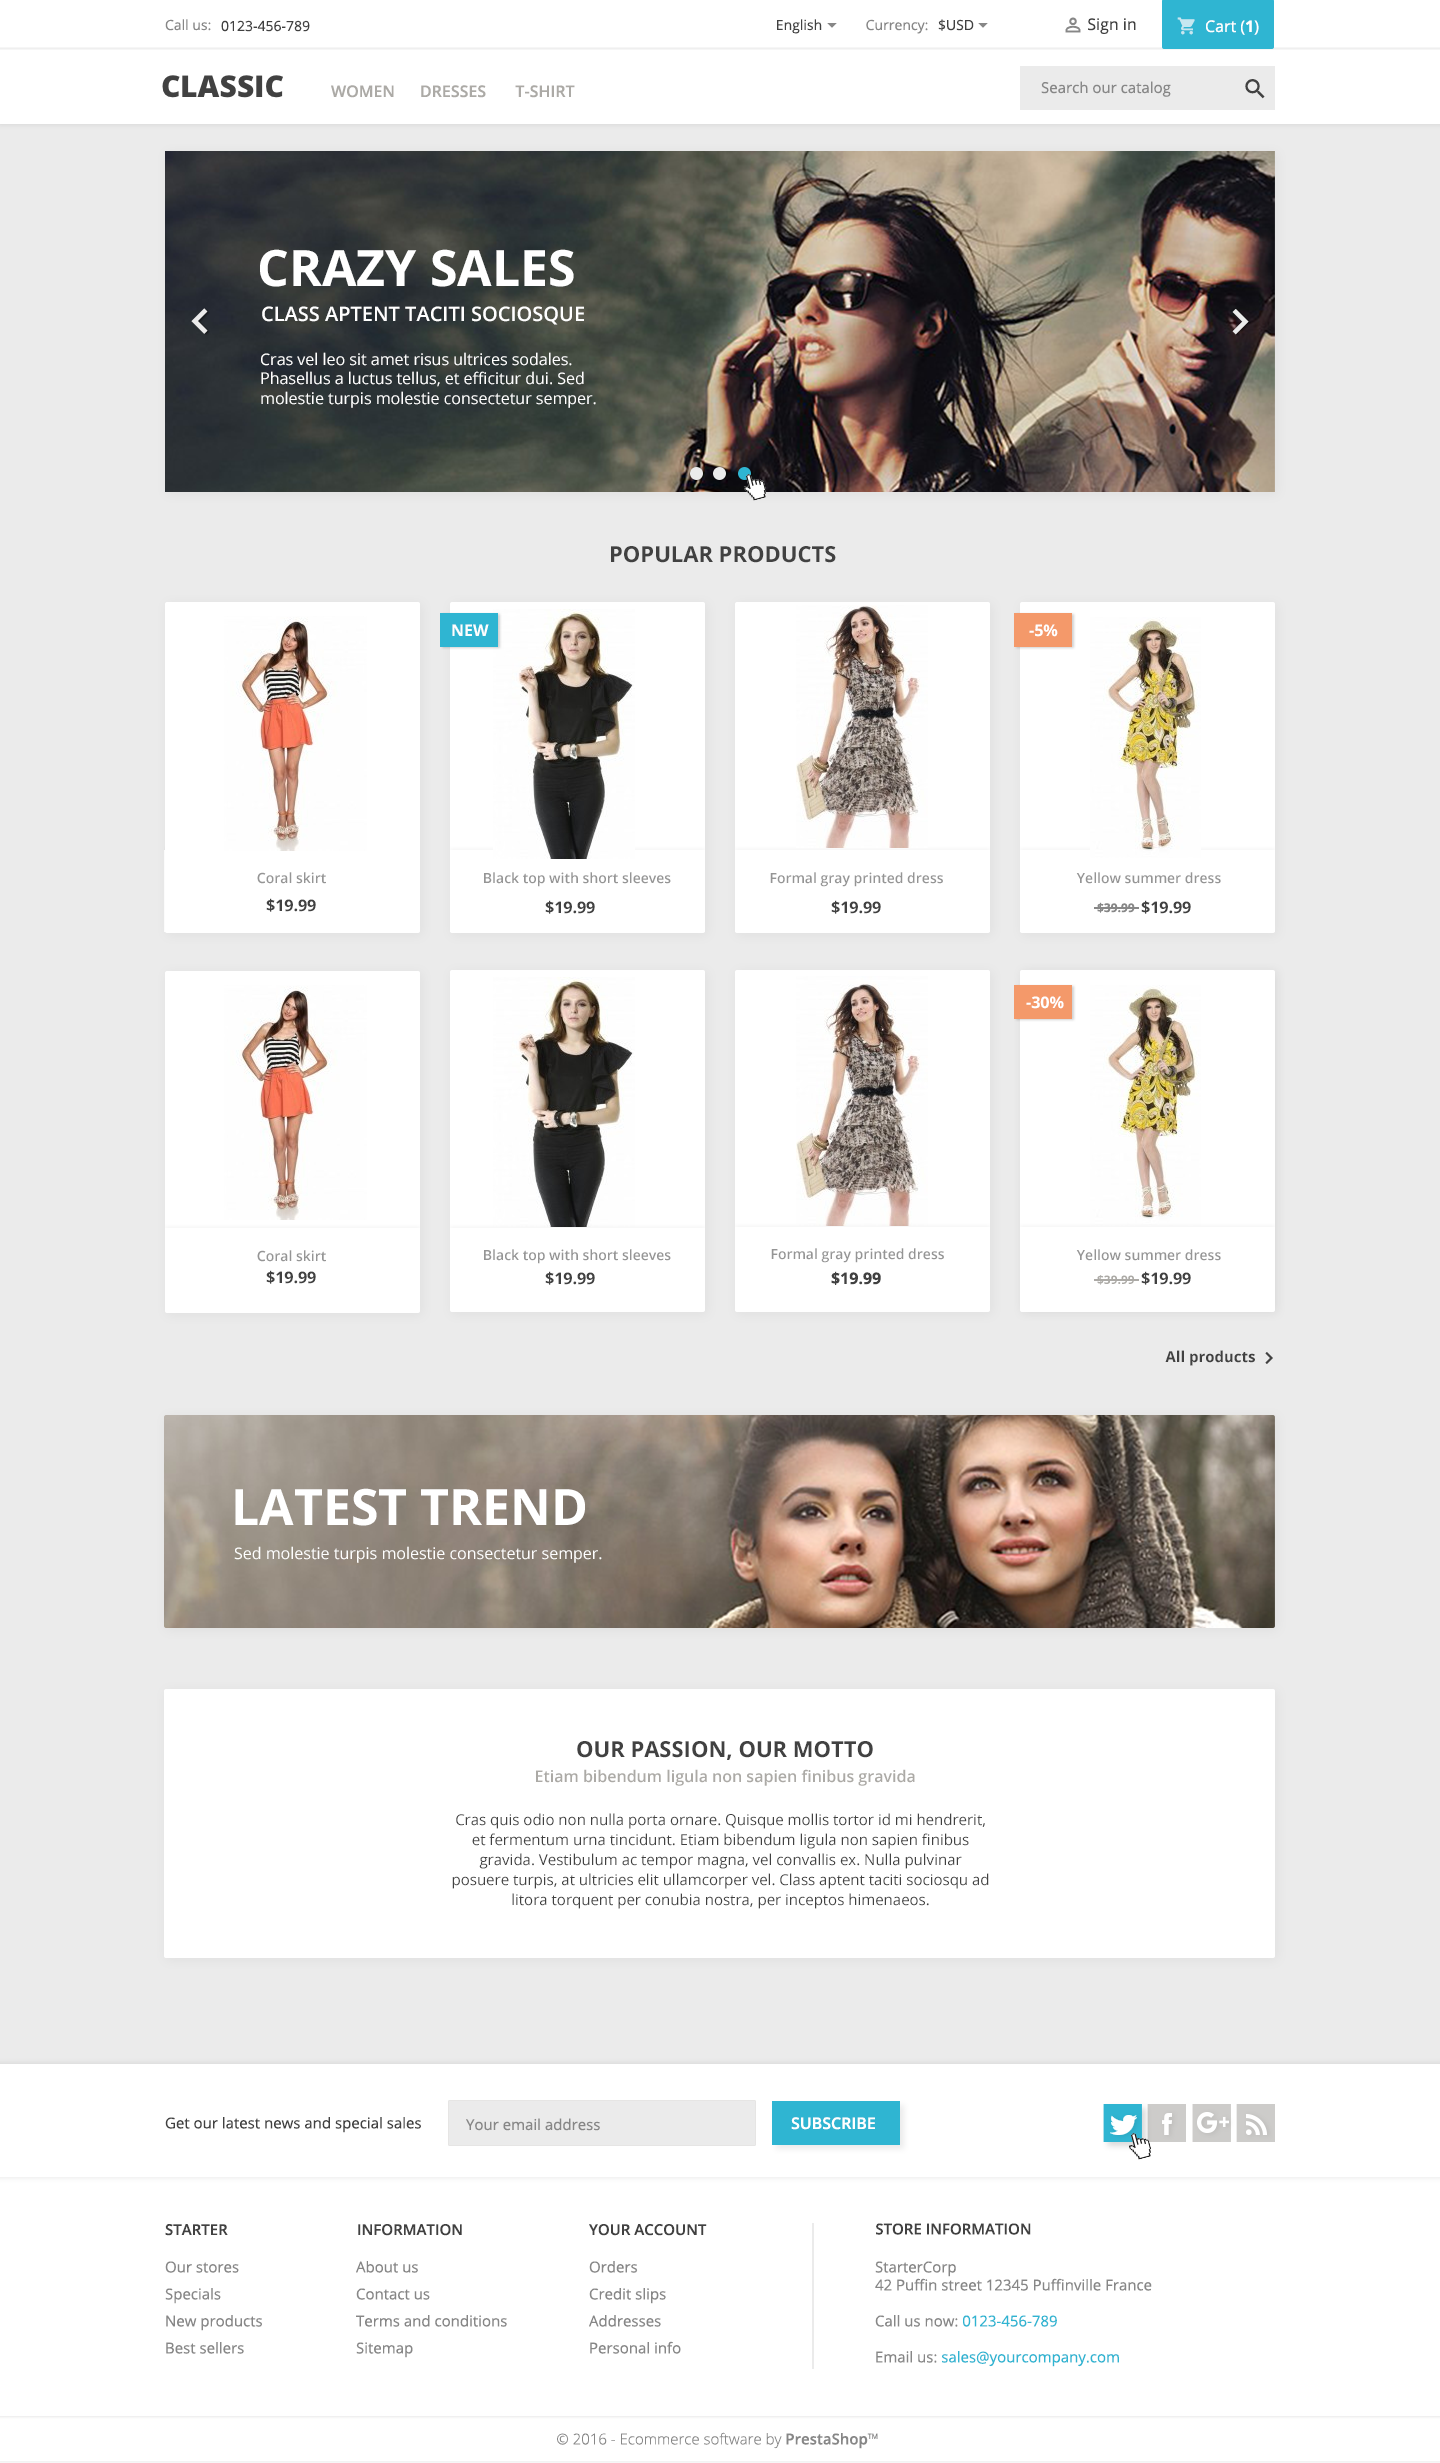 Call us: 0123-456-789
English
Currency: $USD
Sign in
Cart (1)
CLASSIC
WOMEN DRESSES T-SHIRT
Search our catalog
CRAZY SALES
CLASS APTENT TACITI SOCIOSQUE
Cras vel leo sit amet risus ultrices sodales.
Phasellus a luctus tellus, et efficitur dui. Sed
molestie turpis molestie consectetur semper.
POPULAR PRODUCTS
Coral skirt
$19.99
NEW
Black top with short sleeves
$19.99
Formal gray printed dress
$19.99
-5%
Yellow summer dress
$39.99 $19.99
Coral skirt
$19.99
Black top with short sleeves
$19.99
Formal gray printed dress
$19.99
-30%
Yellow summer dress
$39.99 $19.99
All products
LATEST TREND
Sed molestie turpis molestie consectetur semper.
OUR PASSION, OUR MOTTO
Etiam bibendum ligula non sapien finibus gravida
Cras quis odio non nulla porta ornare. Quisque mollis tortor id mi hendrerit,
et fermentum urna tincidunt. Etiam bibendum ligula non sapien finibus
gravida. Vestibulum ac tempor magna, vel convallis ex. Nulla pulvinar
posuere turpis, at ultricies elit ullamcorper vel. Class aptent taciti sociosqu ad
litora torquent per conubia nostra, per inceptos himenaeos.
Get our latest news and special sales
Your email address
SUBSCRIBE
f
G+
STARTER
Our stores
Specials
New products
Best sellers
INFORMATION
About us
Contact us
Terms and conditions
Sitemap
YOUR ACCOUNT
Orders
Credit slips
Addresses
Personal info
STORE INFORMATION
StarterCorp
42 Puffin street 12345 Puffinville France
Call us now: 0123-456-789
Email us: sales@yourcompany.com
© 2016 - Ecommerce software by PrestaShop™